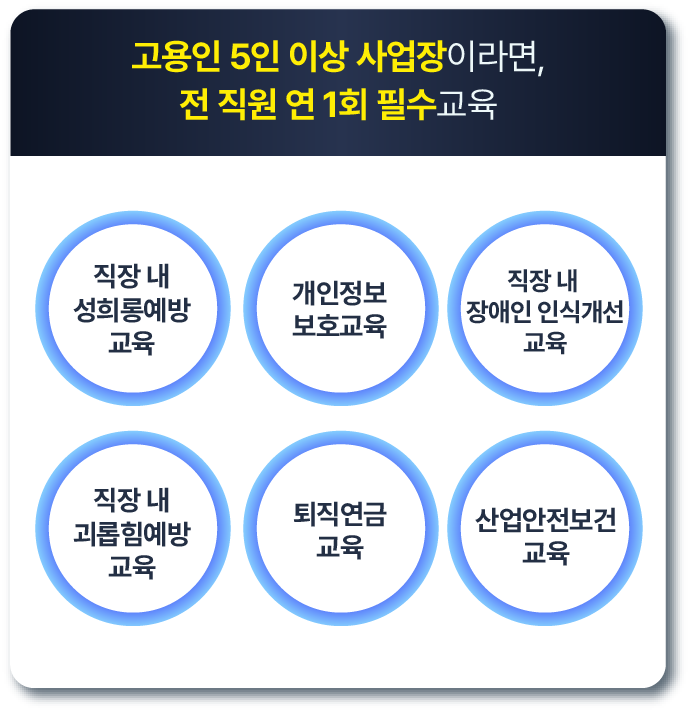 고용인 5인 이상 사업장이라면,
전 직원 연 1회 필수교육
직장 내
성희롱예방
교육
개인정보
보호교육
직장 내
장애인 인식개선
교육
직장 내
괴롭힘예방
교육
퇴직연금
교육
산업안전보건
교육